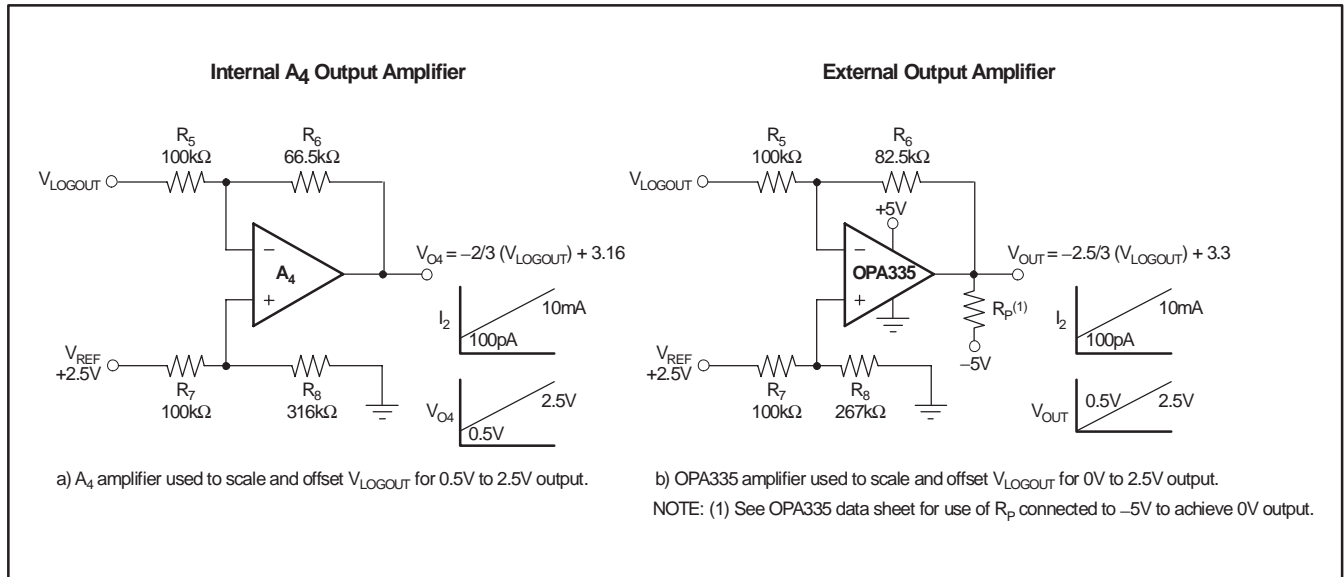 Internal A4 Output Amplifier
R5
100kΩ
R6
66.5kΩ
VLOGOUT
−
A4
+
VO4 = −2/3 (VLOGOUT) + 3.16
I2
10mA
100pA
VREF
+2.5V
R7
100kΩ
R8
316kΩ
VO4
2.5V
0.5V
a) A4 amplifier used to scale and offset VLOGOUT for 0.5V to 2.5V output.
External Output Amplifier
R5
100kΩ
R6
82.5kΩ
VLOGOUT
+5V
−
OPA335
+
VOUT = −2.5/3 (VLOGOUT) + 3.3
RP(1)
−5V
I2
10mA
100pA
VREF
+2.5V
R7
100kΩ
R8
267kΩ
VOUT
0.5V
2.5V
b) OPA335 amplifier used to scale and offset VLOGOUT for 0V to 2.5V output.
NOTE: (1) See OPA335 data sheet for use of RP connected to −5V to achieve 0V output.